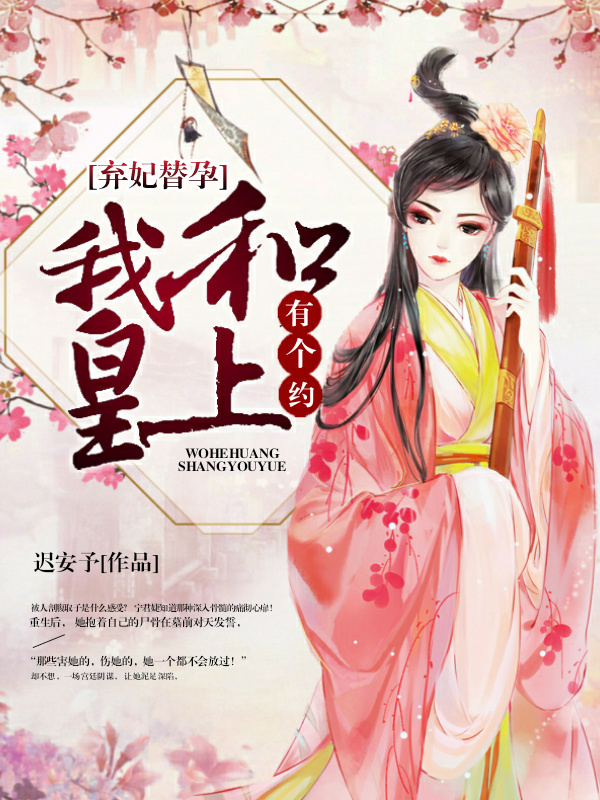 [弃妃替孕]
我和
皇上
有个约
WOHEHUANG
SHANGYOUYUE
迟安予[作品]
被人剖腹取子是什么感受？宁君婕知道那种深入骨髓的痛彻心扉！
重生后，她抱着自己的尸骨在墓前对天发誓，
“那些害她的，伤她的，她一个都不会放过！”
却不想，一场宫廷阴谋，让她泥足深陷。